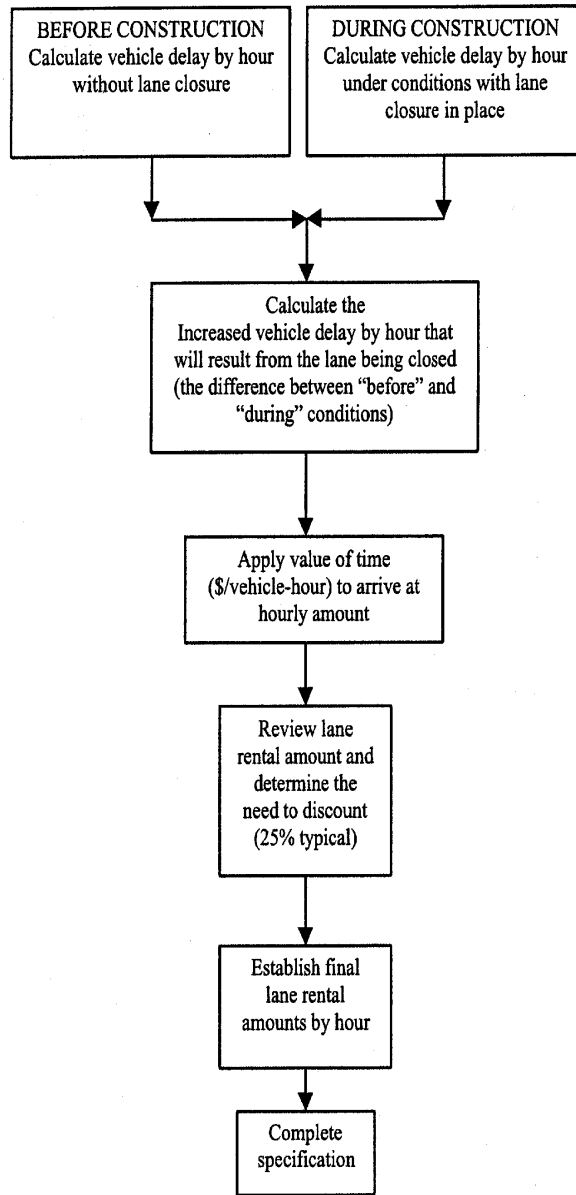 BEFORE CONSTRUCTION
Calculate vehicle delay by hour
without lane closure
DURING CONSTRUCTION
Calculate vehicle delay by hour
under conditions with lane
closure in place
Calculate the
Increased vehicle delay by hour that
will result from the lane being closed
(the difference between “before” and
“during” conditions)
Apply value of time
($/vehicle-hour) to arrive at
hourly amount
Review lane
rental amount and
determine the
need to discount
(25% typical)
Establish final
lane rental
amounts by hour
Complete
specification